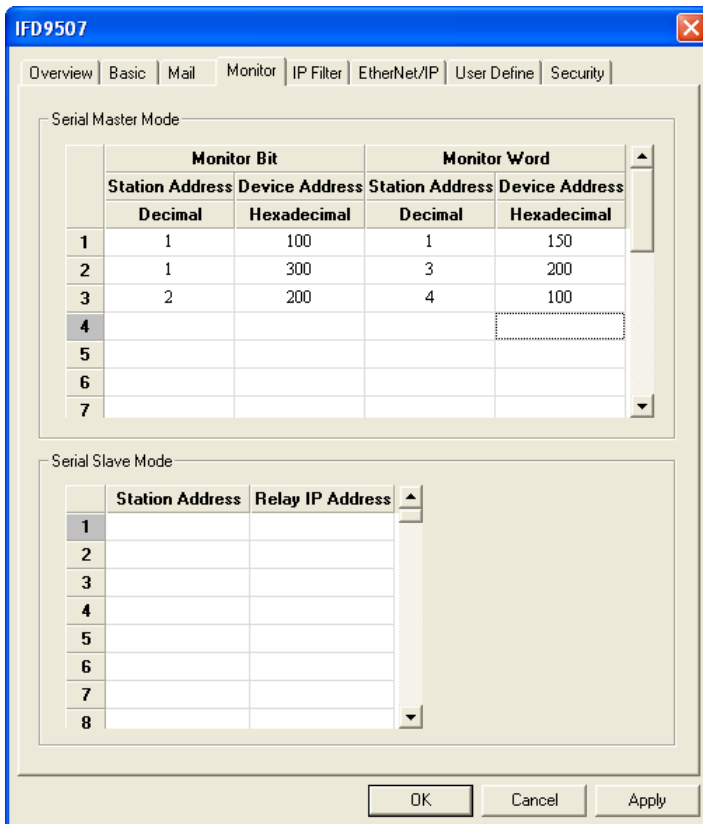 IFD9507
Overview Basic Mail Monitor IP Filter EtherNet/IP User Define Security
Serial Master Mode
Monitor Bit Monitor Word
Station Address Device Address Station Address Device Address
Decimal Hexadecimal Decimal Hexadecimal
1 1 100 1 150
2 1 300 3 200
3 2 200 4 100
4
5
6
7
Serial Slave Mode
Station Address Relay IP Address
1
2
3
4
5
6
7
8
OK Cancel Apply